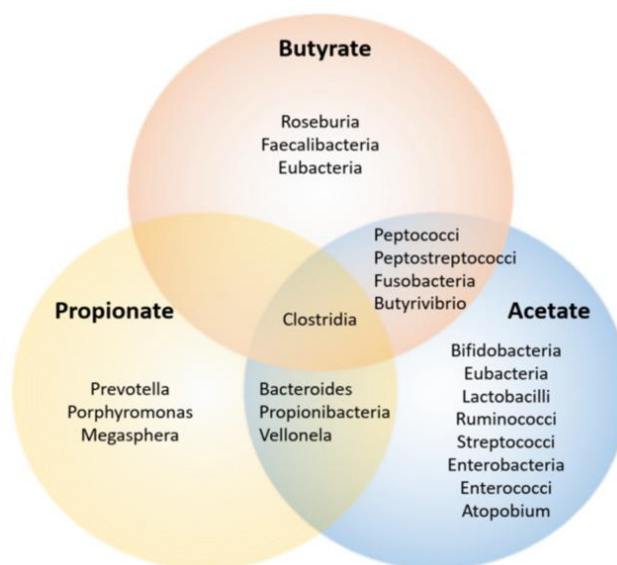 Butyrate
Roseburia
Faecalibacteria
Eubacteria
Peptococci
Peptostreptococci
Fusobacteria
Butyrivibrio
Propionate
Clostridia
Acetate
Prevotella
Porphyromonas
Megasphera
Bacteroides
Propionibacteria
Vellonela
Bifidobacteria
Eubacteria
Lactobacilli
Ruminococci
Streptococci
Enterobacteria
Enterococci
Atopobium